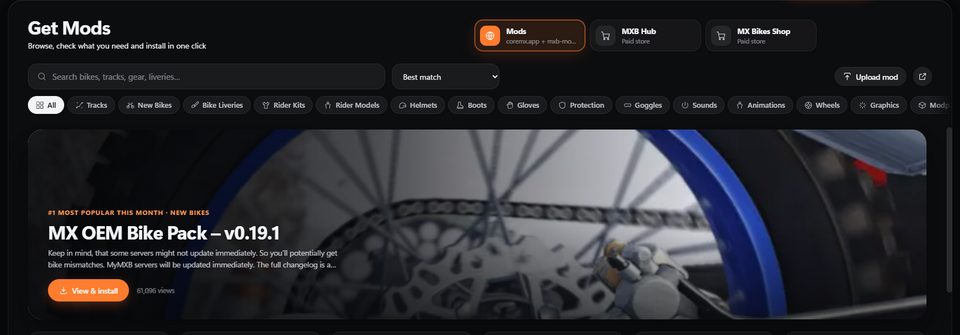 Get Mods
Browse, check what you need and install in one click
Mods
coremx.app + mxb-mo...
MXB Hub
Paid store
MX Bikes Shop
Paid store
Search bikes, tracks, gear, liveries...
Best match
Upload mod
All
Tracks
New Bikes
Bike Liveries
Rider Kits
Rider Models
Helmets
Boots
Gloves
Protection
Goggles
Sounds
Animations
Wheels
Graphics
#1 MOST POPULAR THIS MONTH · NEW BIKES
MX OEM Bike Pack – v0.19.1
Keep in mind, that some servers might not update immediately. So you'll potentially get
bike mismatches. MyMXB servers will be updated immediately. The full changelog is a...
View & install
61,096 views